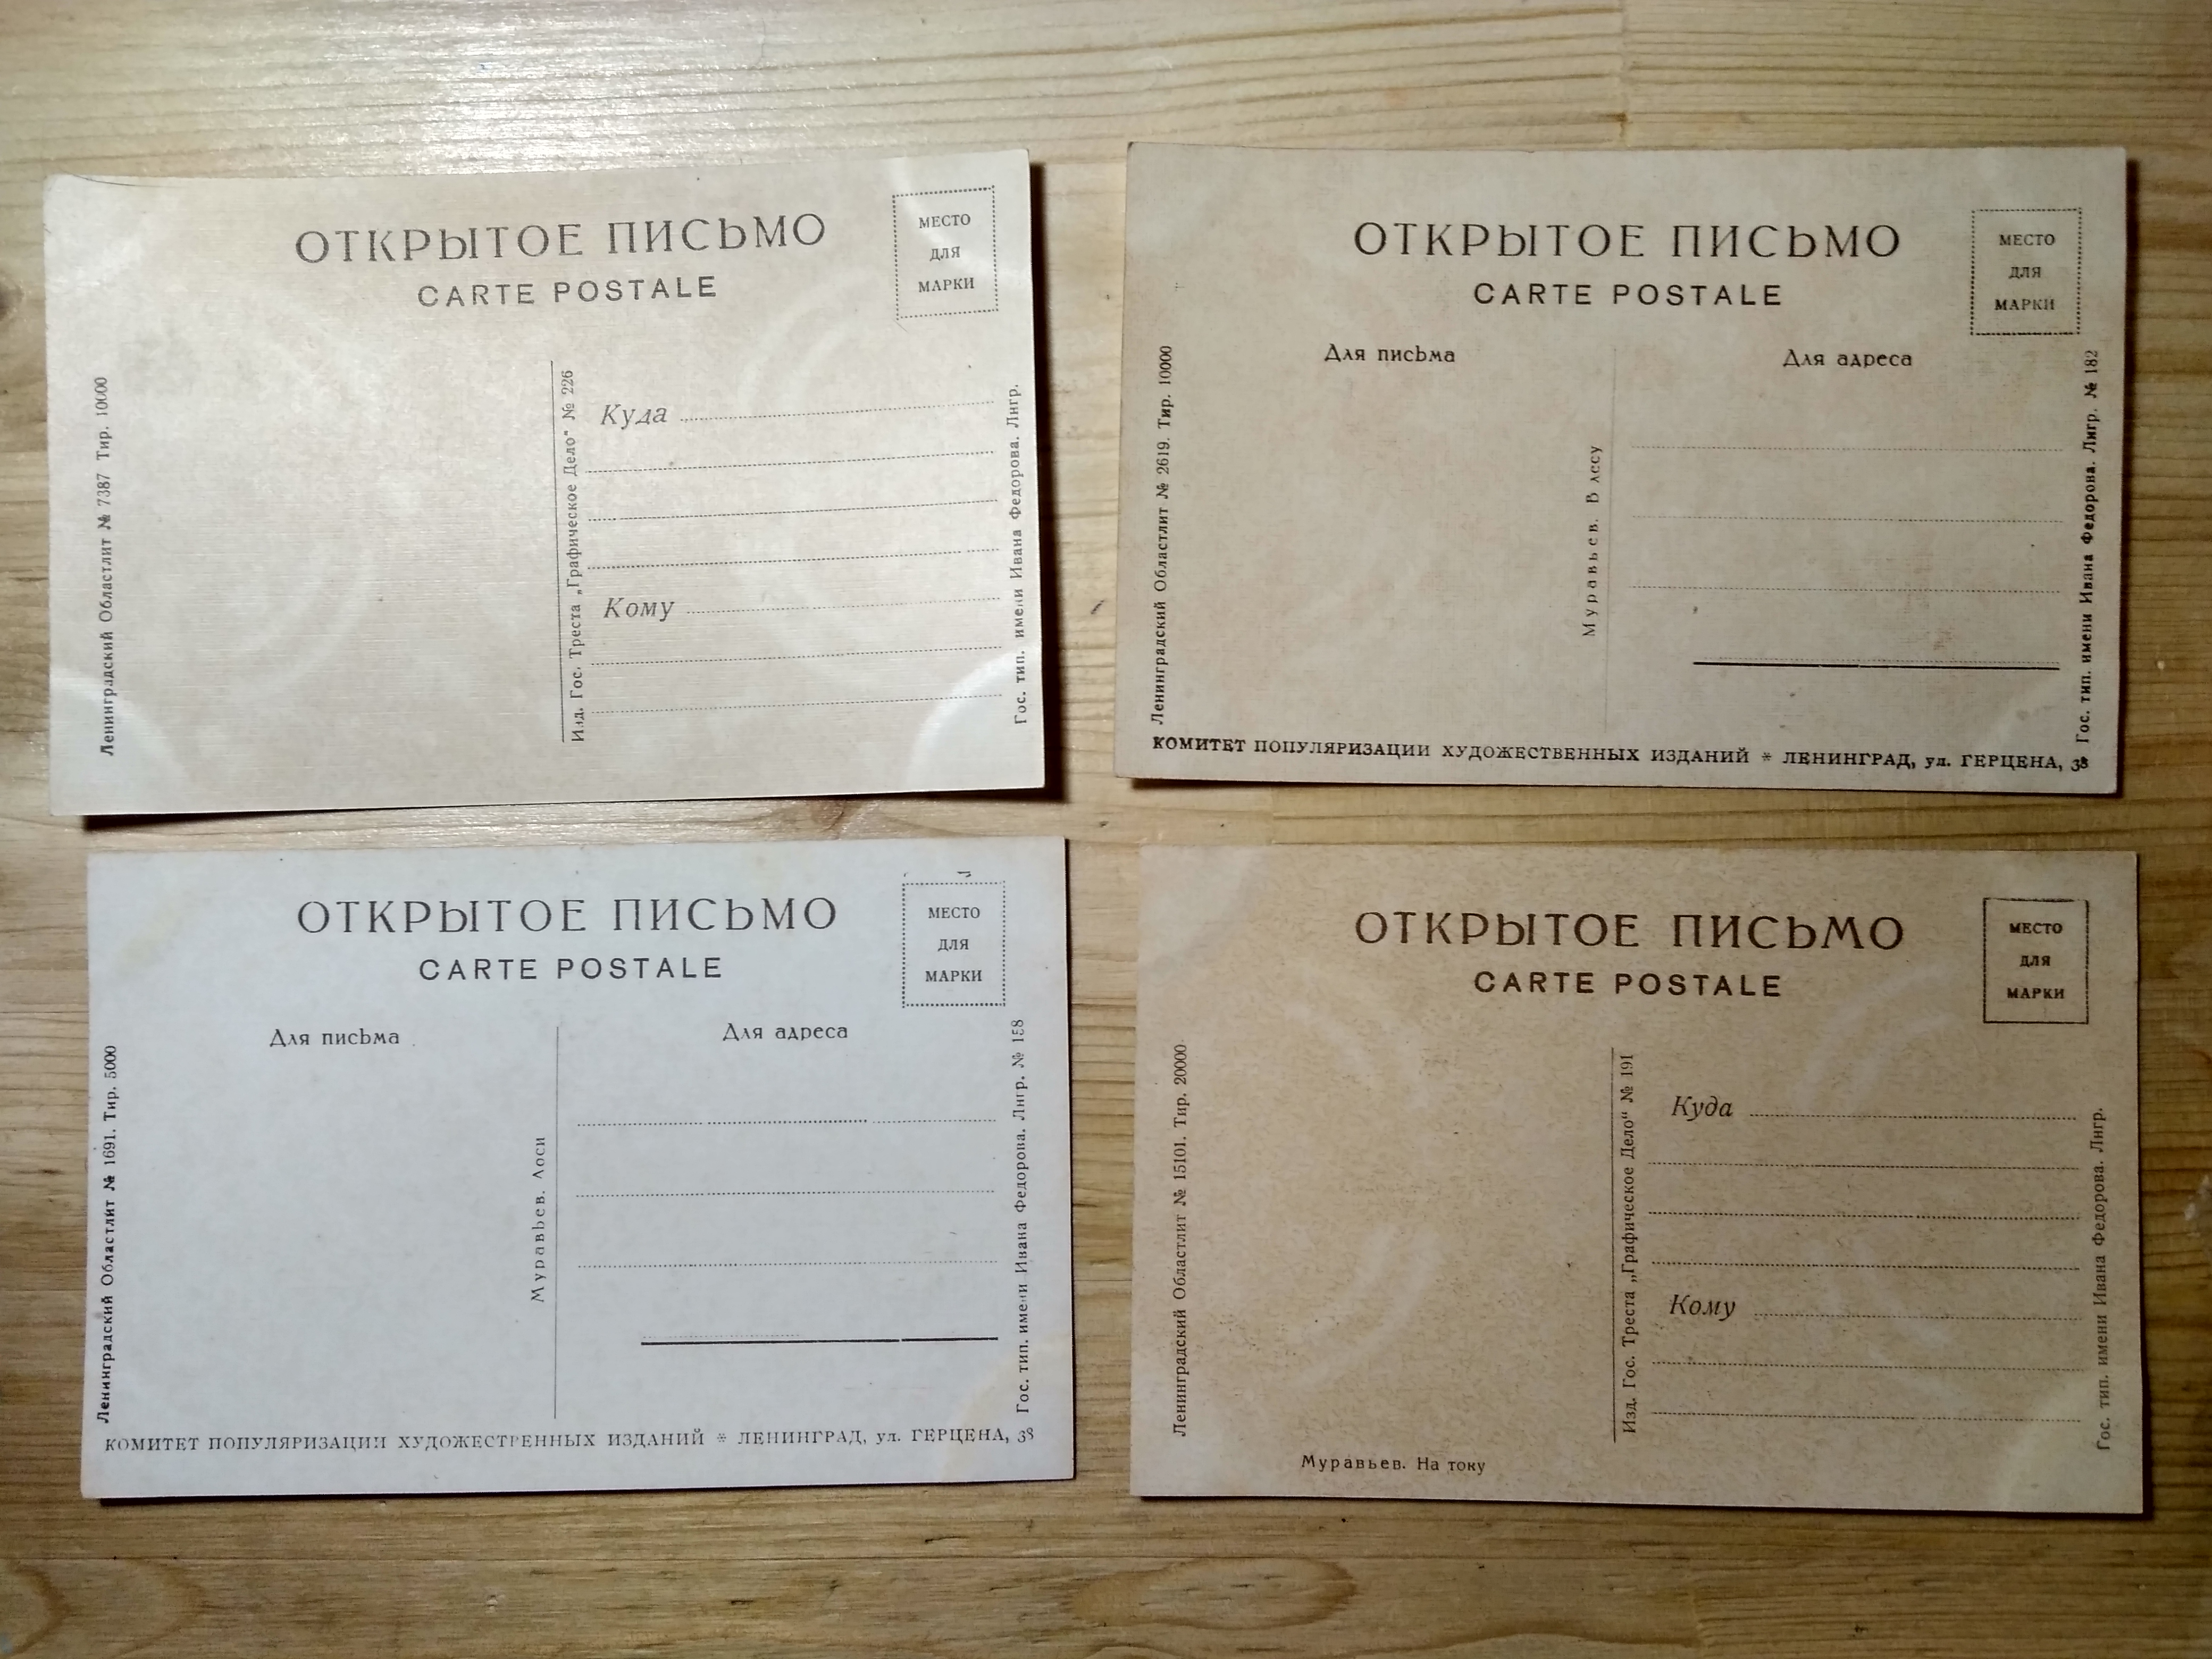 ОТКРЫТОЕ ПИСЬМО
CARTE POSTALE
МЕСТО
ДЛЯ
МАРКИ
Ленинградский Областлит № 7387 Тир. 10000
Изд. Гос. Треста „Графическое Дело“ № 226
Куда
Кому
Гос. тип. имени Ивана Федорова. Лнгр.
ОТКРЫТОЕ ПИСЬМО
CARTE POSTALE
МЕСТО
ДЛЯ
МАРКИ
Для письма
Для адреса
Ленинградский Областлит № 2619. Тир. 10000
Муравьев. В лесу
Гос. тип. имени Ивана Федорова. Лнгр. № 182
КОМИТЕТ ПОПУЛЯРИЗАЦИИ ХУДОЖЕСТВЕННЫХ ИЗДАНИЙ * ЛЕНИНГРАД, ул. ГЕРЦЕНА, 38
ОТКРЫТОЕ ПИСЬМО
CARTE POSTALE
МЕСТО
ДЛЯ
МАРКИ
Для письма
Для адреса
Ленинградский Областлит № 1691. Тир. 5000
Муравьев. Лоси
Гос. тип. имени Ивана Федорова. Лнгр. № 158
КОМИТЕТ ПОПУЛЯРИЗАЦИИ ХУДОЖЕСТВЕННЫХ ИЗДАНИЙ * ЛЕНИНГРАД, ул. ГЕРЦЕНА, 38
ОТКРЫТОЕ ПИСЬМО
CARTE POSTALE
МЕСТО
ДЛЯ
МАРКИ
Ленинградский Областлит № 15101. Тир. 20000
Изд. Гос. Треста „Графическое Дело“ № 191
Куда
Кому
Гос. тип. имени Ивана Федорова. Лнгр.
Муравьев. На току